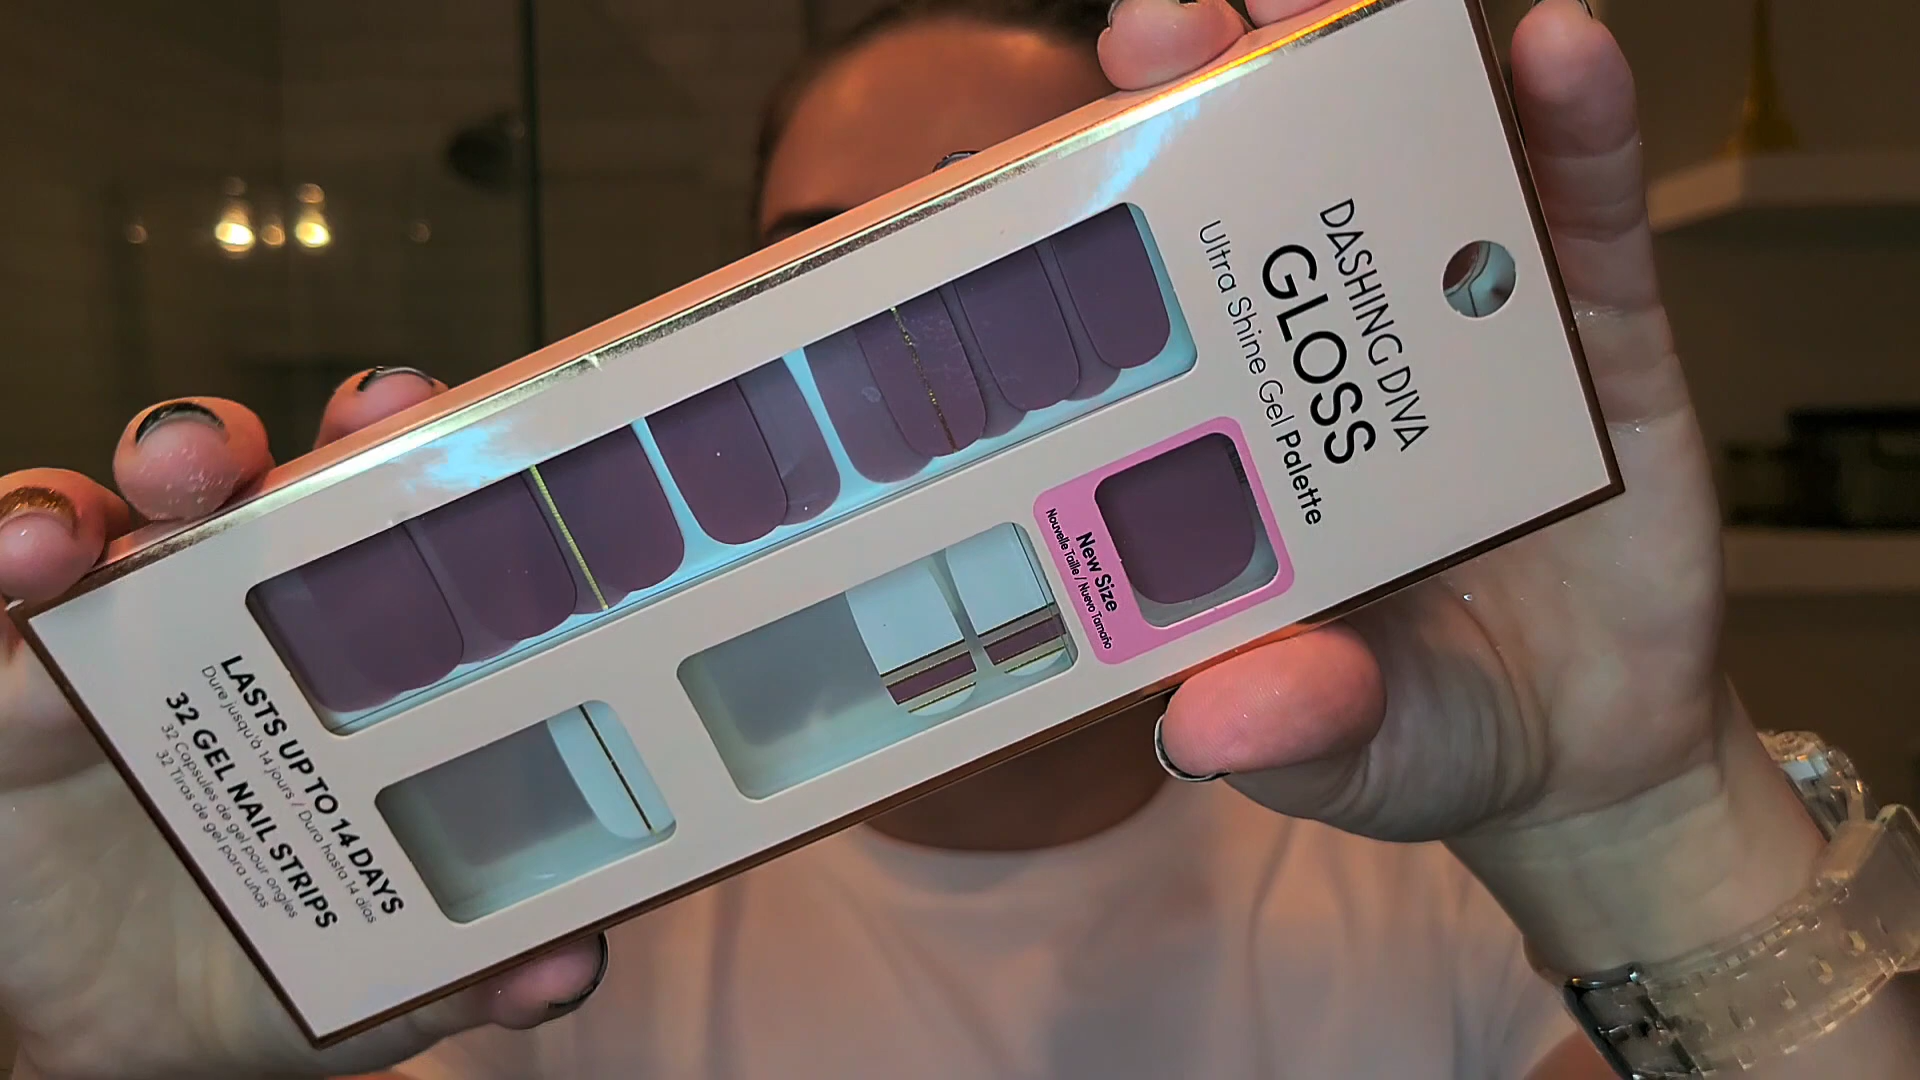 DASHING DIVA
GLOSS
Ultra Shine Gel Palette
New Size
Nouvelle Taille / Nuevo Tamaño
LASTS UP TO 14 DAYS
Dure jusqu'à 14 jours / Dura hasta 14 días
32 GEL NAIL STRIPS
32 Capsules de gel pour ongles
32 Tiras de gel para uñas